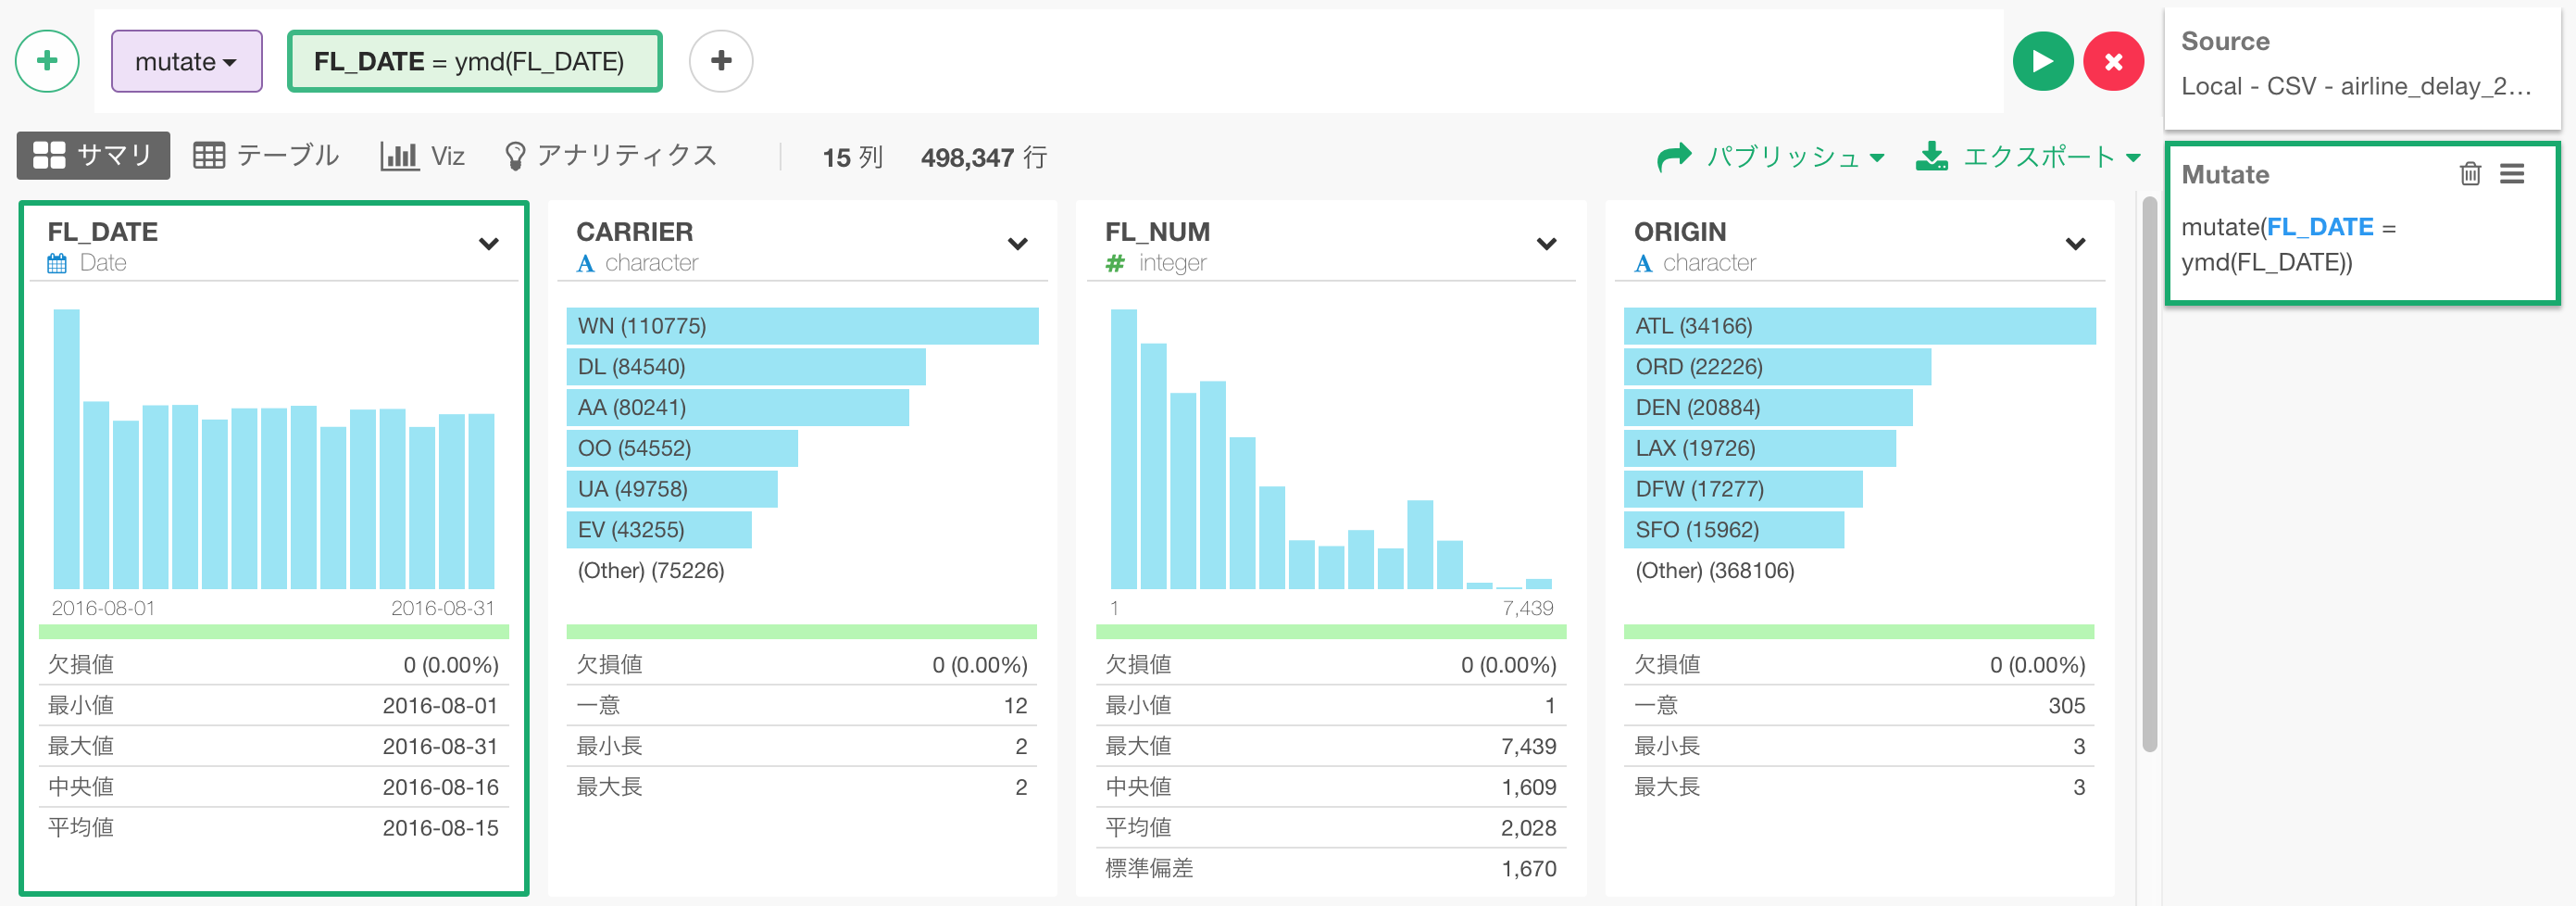 mutate
FL_DATE = ymd(FL_DATE)
サマリ テーブル Viz アナリティクス 15 列 498,347 行 パブリッシュ エクスポート
FL_DATE
Date
2016-08-01 2016-08-31
欠損値 0 (0.00%)
最小値 2016-08-01
最大値 2016-08-31
中央値 2016-08-16
平均値 2016-08-15
CARRIER
character
WN (110775)
DL (84540)
AA (80241)
OO (54552)
UA (49758)
EV (43255)
(Other) (75226)
欠損値 0 (0.00%)
一意 12
最小長 2
最大長 2
FL_NUM
integer
1 7,439
欠損値 0 (0.00%)
最小値 1
最大値 7,439
中央値 1,609
平均値 2,028
標準偏差 1,670
ORIGIN
character
ATL (34166)
ORD (22226)
DEN (20884)
LAX (19726)
DFW (17277)
SFO (15962)
(Other) (368106)
欠損値 0 (0.00%)
一意 305
最小長 3
最大長 3
Source
Local - CSV - airline_delay_2...
Mutate
mutate(FL_DATE =
ymd(FL_DATE))